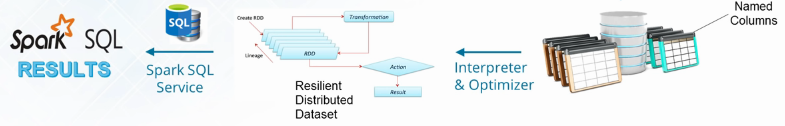 Spark SQL
RESULTS
SQL
Spark SQL
Service
Create RDD
Transformation
Lineage
RDD
Action
Result
Resilient
Distributed
Dataset
Interpreter
& Optimizer
Named
Columns